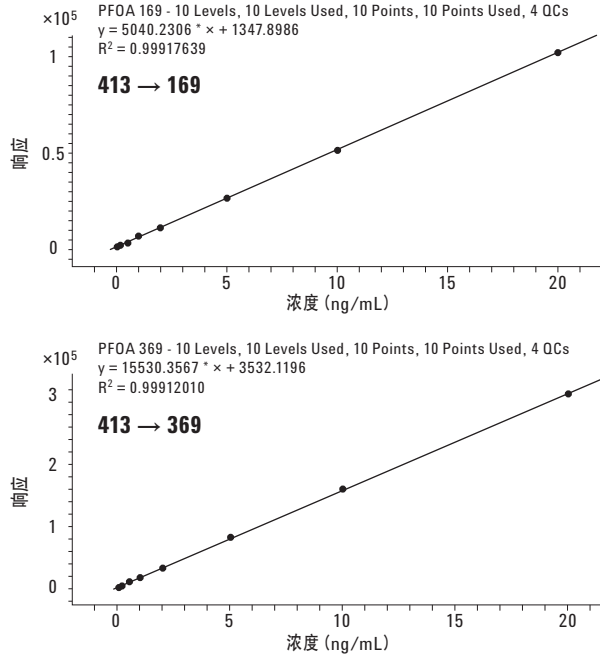 PFOA 169 - 10 Levels, 10 Levels Used, 10 Points, 10 Points Used, 4 QCs
×10⁵
y = 5040.2306 * × + 1347.8986
R² = 0.99917639
1
413 → 169
响应
0.5
0
0 5 10 15 20
浓度 (ng/mL)
PFOA 369 - 10 Levels, 10 Levels Used, 10 Points, 10 Points Used, 4 QCs
×10⁵
y = 15530.3567 * × + 3532.1196
R² = 0.99912010
3
413 → 369
2
响应
1
0
0 5 10 15 20
浓度 (ng/mL)